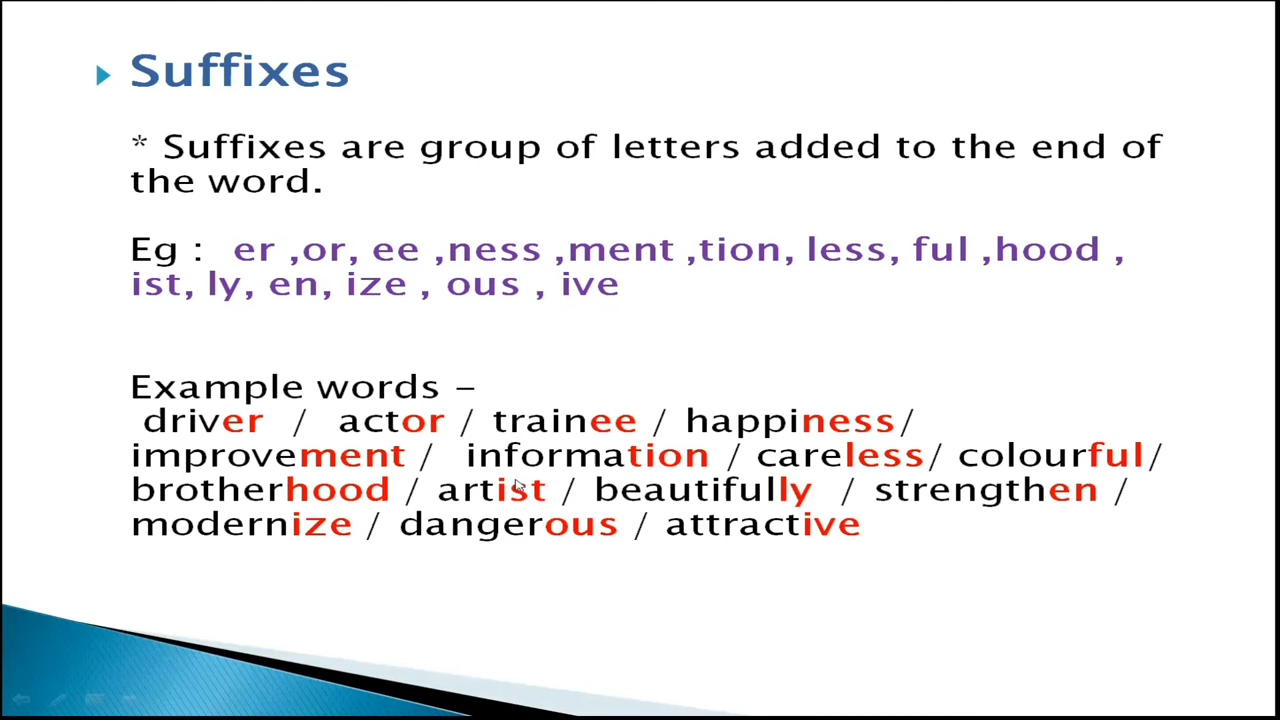 Suffixes
* Suffixes are group of letters added to the end of
the word.
Eg : er ,or, ee ,ness ,ment ,tion, less, ful ,hood ,
ist, ly, en, ize , ous , ive
Example words –
driver / actor / trainee / happiness/
improvement / information / careless/ colourful/
brotherhood / artist / beautifully / strengthen /
modernize / dangerous / attractive